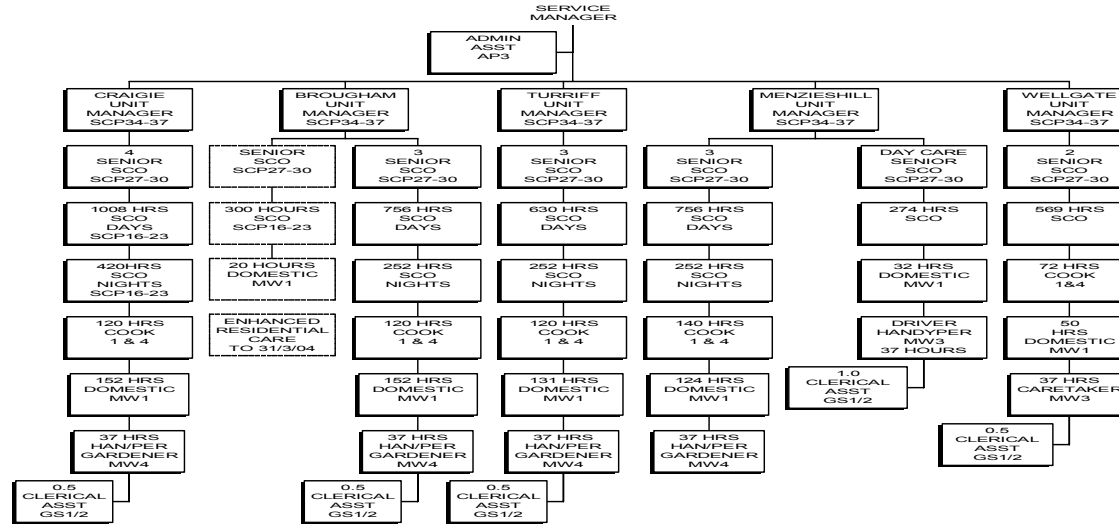 SERVICE
MANAGER
ADMIN
ASST
AP3
CRAIGIE
UNIT
MANAGER
SCP34-37
BROUGHAM
UNIT
MANAGER
SCP34-37
TURRIFF
UNIT
MANAGER
SCP34-37
MENZIESHILL
UNIT
MANAGER
SCP34-37
WELLGATE
UNIT
MANAGER
SCP34-37
4
SENIOR
SCO
SCP27-30
SENIOR
SCO
SCP27-30
3
SENIOR
SCO
SCP27-30
3
SENIOR
SCO
SCP27-30
3
SENIOR
SCO
SCP27-30
DAY CARE
SENIOR
SCO
SCP27-30
2
SENIOR
SCO
SCP27-30
1008 HRS
SCO
DAYS
SCP16-23
300 HOURS
SCO
SCP16-23
756 HRS
SCO
DAYS
630 HRS
SCO
DAYS
756 HRS
SCO
DAYS
274 HRS
SCO
569 HRS
SCO
420HRS
SCO
NIGHTS
SCP16-23
20 HOURS
DOMESTIC
MW1
252 HRS
SCO
NIGHTS
252 HRS
SCO
NIGHTS
252 HRS
SCO
NIGHTS
32 HRS
DOMESTIC
MW1
72 HRS
COOK
1&4
120 HRS
COOK
1 & 4
ENHANCED
RESIDENTIAL
CARE
TO 31/3/04
120 HRS
COOK
1 & 4
120 HRS
COOK
1 & 4
140 HRS
COOK
1 & 4
DRIVER
HANDYPER
MW3
37 HOURS
50
HRS
DOMESTIC
MW1
152 HRS
DOMESTIC
MW1
152 HRS
DOMESTIC
MW1
131 HRS
DOMESTIC
MW1
124 HRS
DOMESTIC
MW1
1.0
CLERICAL
ASST
GS1/2
37 HRS
CARETAKER
MW3
37 HRS
HAN/PER
GARDENER
MW4
37 HRS
HAN/PER
GARDENER
MW4
37 HRS
HAN/PER
GARDENER
MW4
37 HRS
HAN/PER
GARDENER
MW4
0.5
CLERICAL
ASST
GS1/2
0.5
CLERICAL
ASST
GS1/2
0.5
CLERICAL
ASST
GS1/2
0.5
CLERICAL
ASST
GS1/2